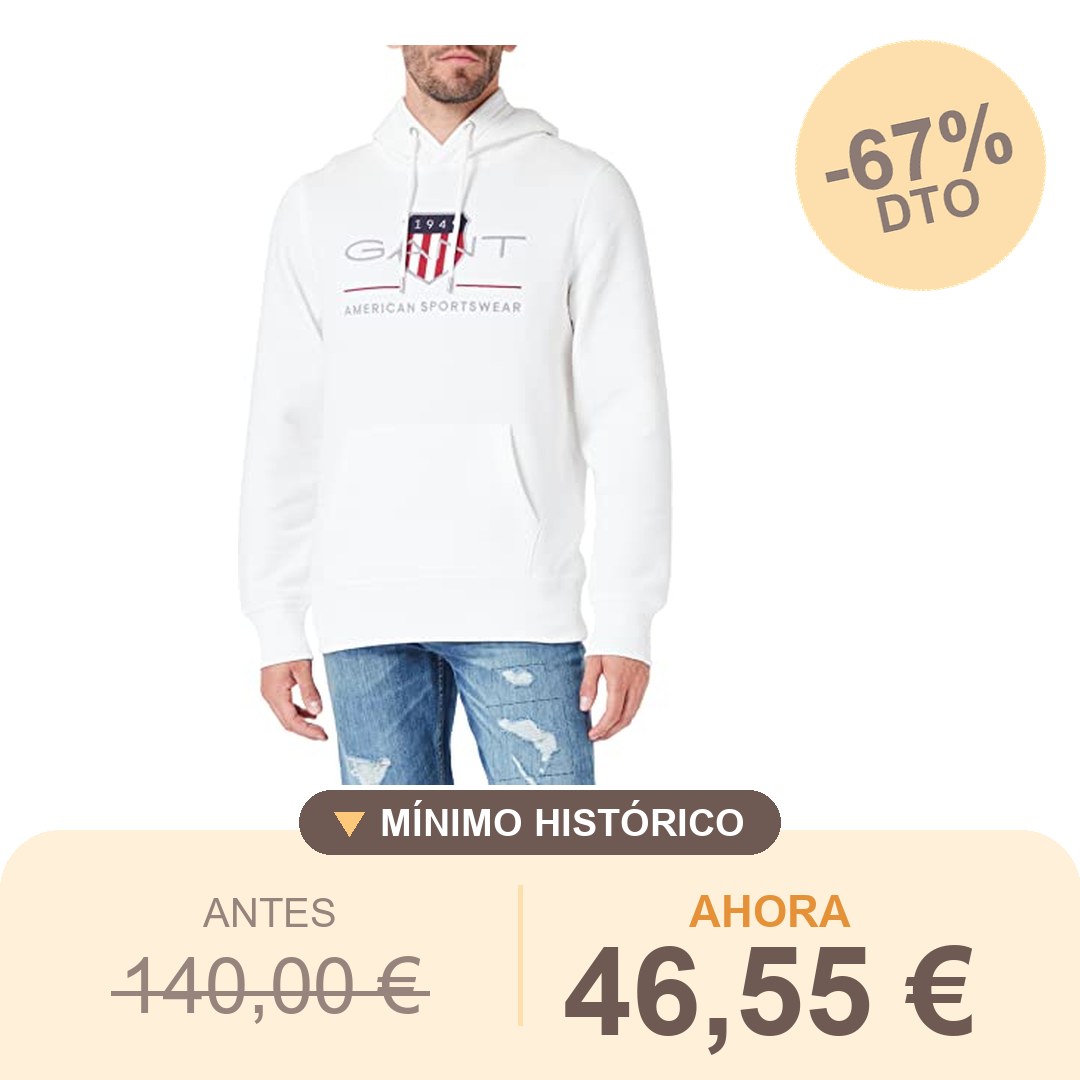 -67%
DTO
194
GANT
AMERICAN SPORTSWEAR
MÍNIMO HISTÓRICO
ANTES
140,00 €
AHORA
46,55 €